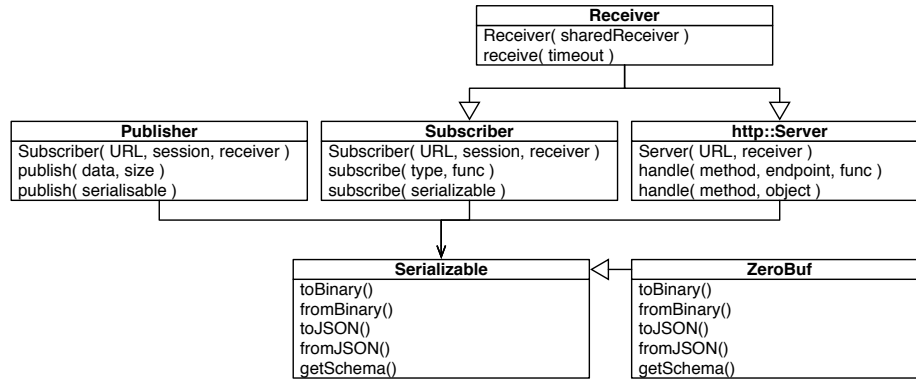 Receiver
Receiver( sharedReceiver )
receive( timeout )
Publisher
Subscriber( URL, session, receiver )
publish( data, size )
publish( serialisable )
Subscriber
Subscriber( URL, session, receiver )
subscribe( type, func )
subscribe( serializable )
http::Server
Server( URL, receiver )
handle( method, endpoint, func )
handle( method, object )
Serializable
toBinary()
fromBinary()
toJSON()
fromJSON()
getSchema()
ZeroBuf
toBinary()
fromBinary()
toJSON()
fromJSON()
getSchema()